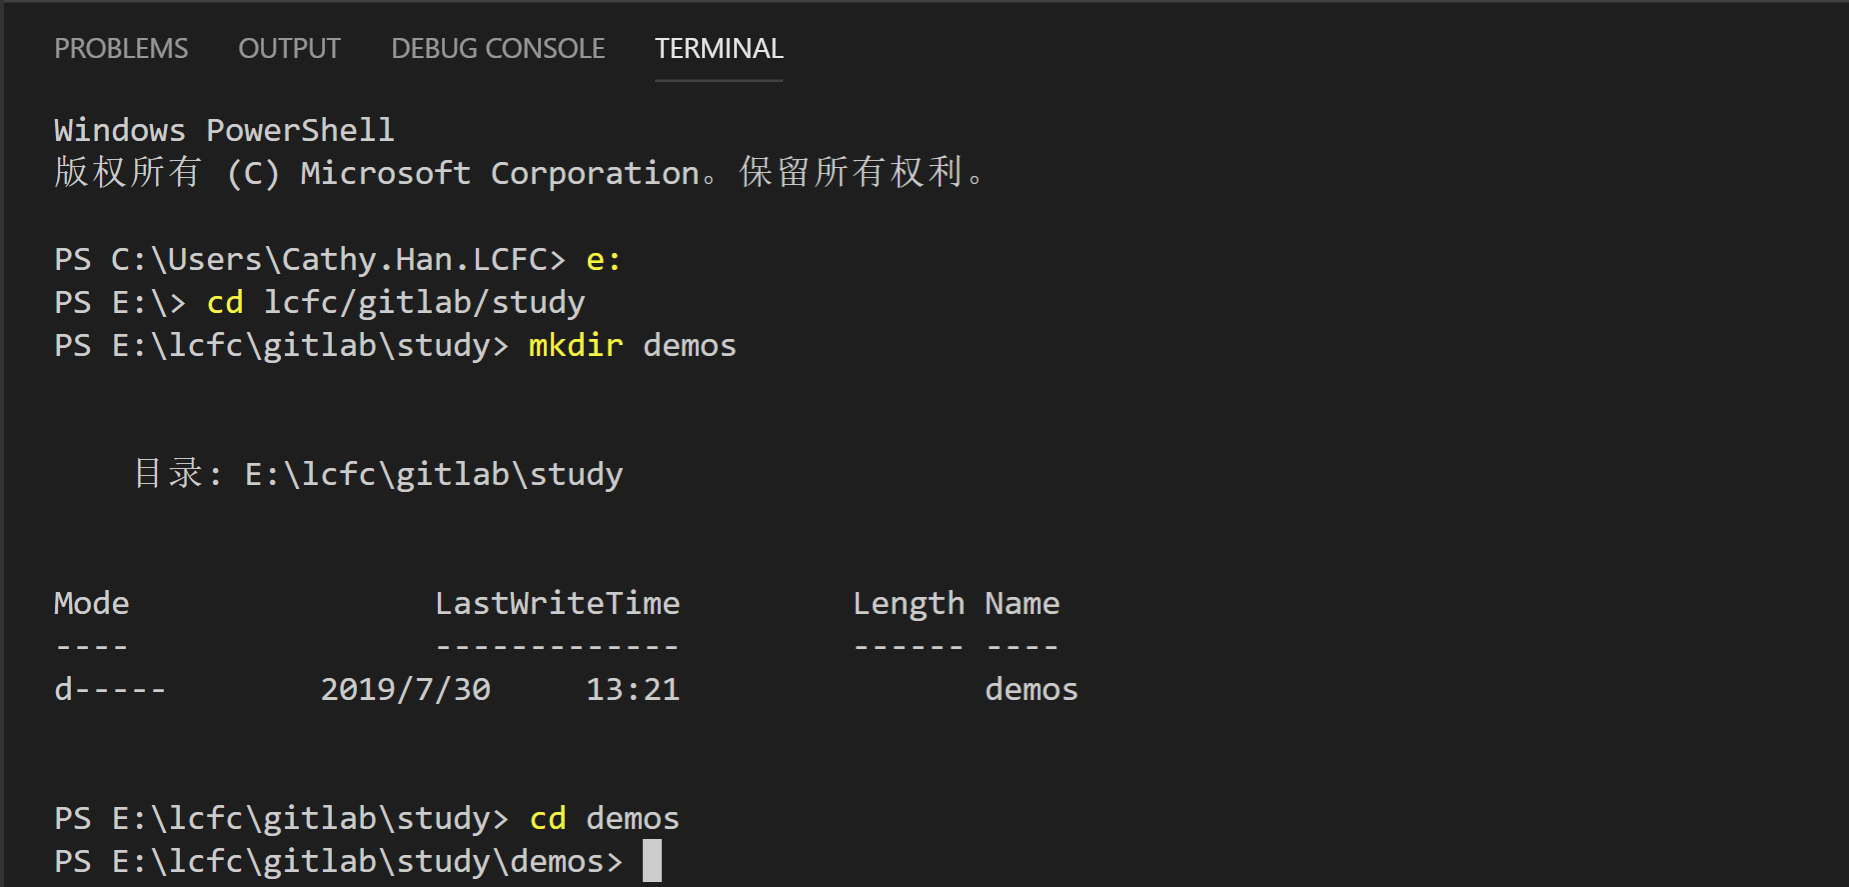 PROBLEMS OUTPUT DEBUG CONSOLE TERMINAL
Windows PowerShell
版权所有 (C) Microsoft Corporation。保留所有权利。
PS C:\Users\Cathy.Han.LCFC> e:
PS E:\> cd lcfc/gitlab/study
PS E:\lcfc\gitlab\study> mkdir demos
目录: E:\lcfc\gitlab\study
Mode LastWriteTime Length Name
---- ------------- ------ ----
d----- 2019/7/30 13:21 demos
PS E:\lcfc\gitlab\study> cd demos
PS E:\lcfc\gitlab\study\demos>